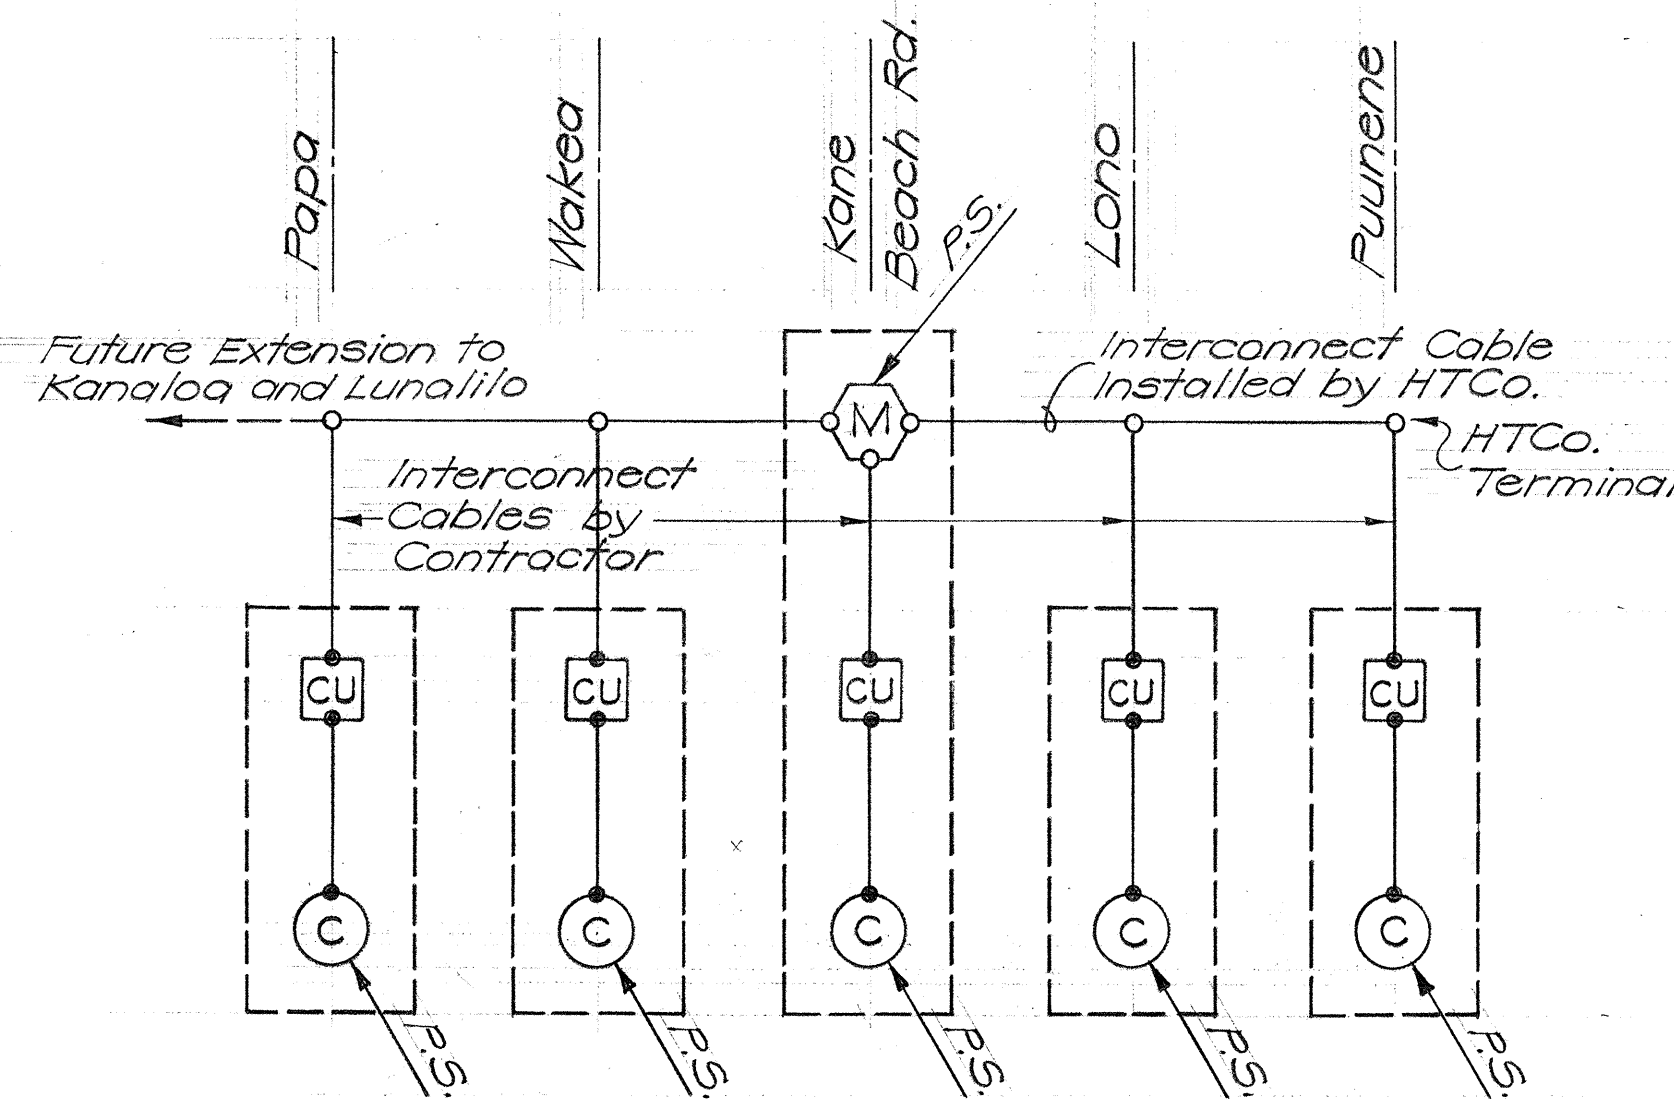 Papa
Wakea
Kane
Beach Rd.
Lono
Puunene
P.S.
Future Extension to
Kanaloa and Lunalilo
Interconnect Cable
Installed by HTCo.
M
HTCo.
Terminal
Interconnect
Cables by
Contractor
CU
CU
CU
CU
CU
C
C
C
C
C
P.S.
P.S.
P.S.
P.S.
P.S.